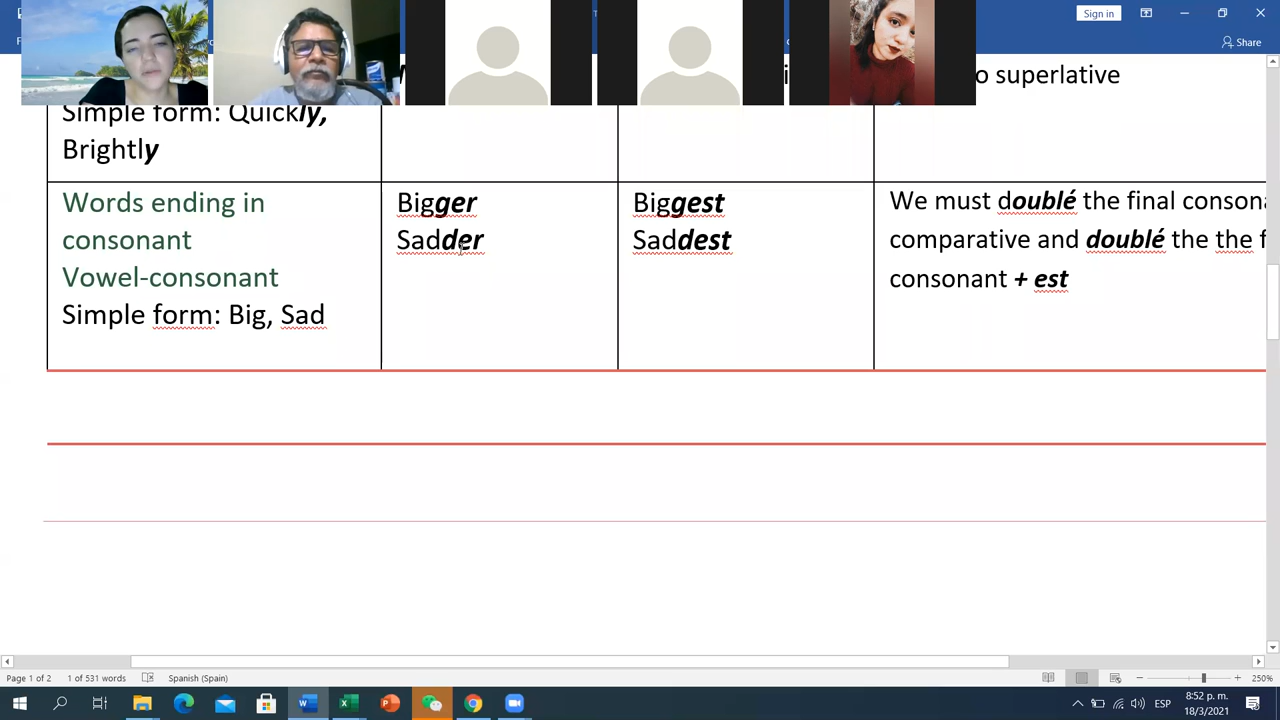 Sign in
Share
o superlative
Simple form: Quickly,
Brightly
Words ending in
consonant
Vowel-consonant
Simple form: Big, Sad
Bigger
Sadder
Biggest
Saddest
We must doublé the final consona
comparative and doublé the the f
consonant + est
Page 1 of 2
1 of 531 words
Spanish (Spain)
250%
ESP
8:52 p. m.
18/3/2021